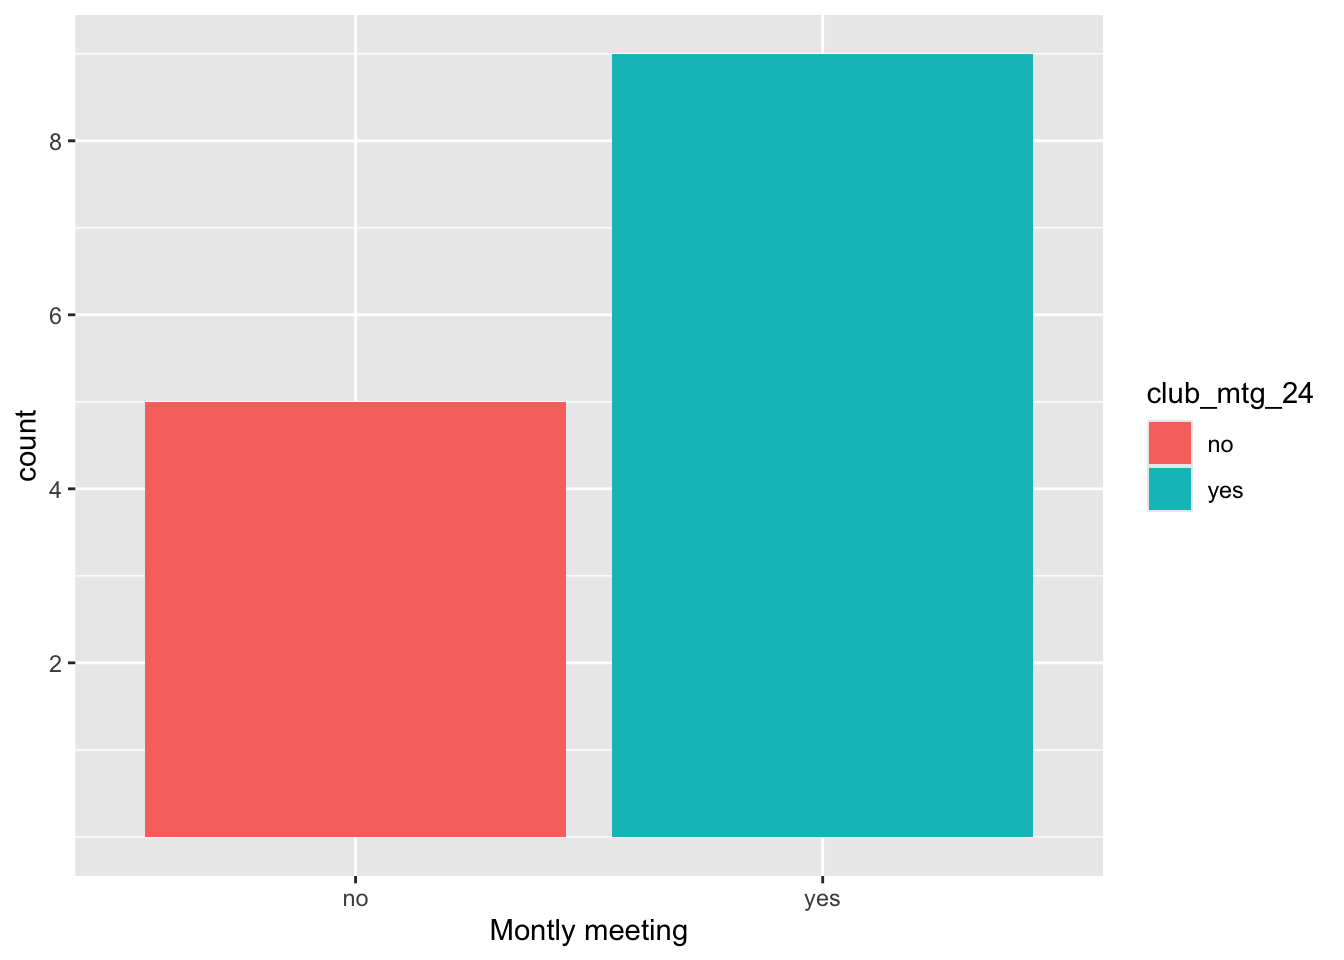 8
6
4
2
count
no
yes
Montly meeting
club_mtg_24
no
yes